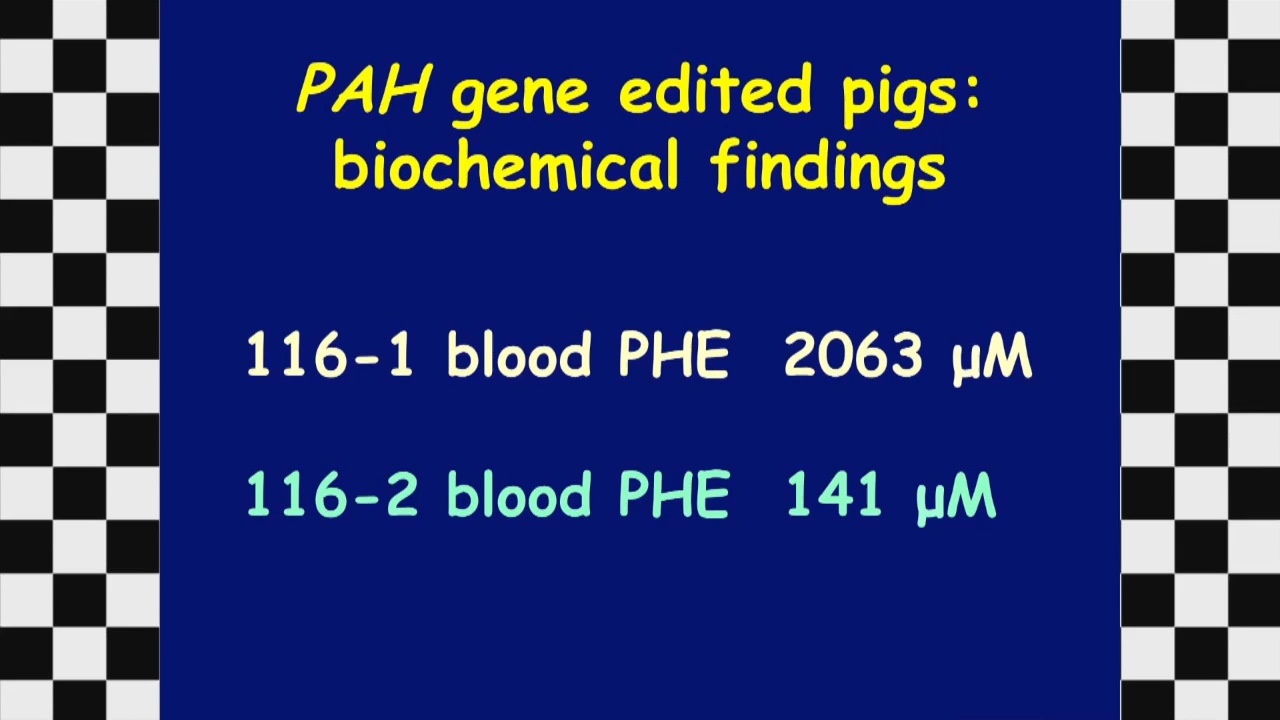 PAH gene edited pigs:
biochemical findings
116-1 blood PHE 2063 µM
116-2 blood PHE 141 µM